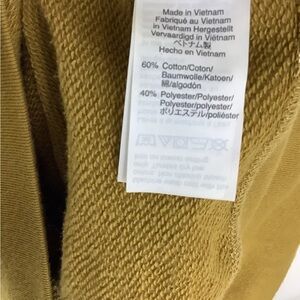 Made in Vietnam
Fabriqué au Vietnam
in Vietnam Hergestellt
Vervaardigd in Viëtnam
ベトナム製
Hecho en Vietnam
60% Cotton/Coton/
Baumwolle/Katoen/
綿/algodón
40% Polyester/Polyester/
Polyester/polyester/
ポリエステル/poliéster